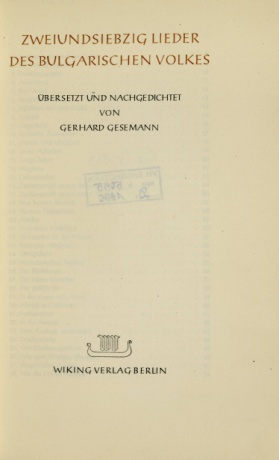 ZWEIUNDSIEBZIG LIEDER
DES BULGARISCHEN VOLKES
ÜBERSETZT UND NACHGEDICHTET
VON
GERHARD GESEMANN
WIKING VERLAG BERLIN